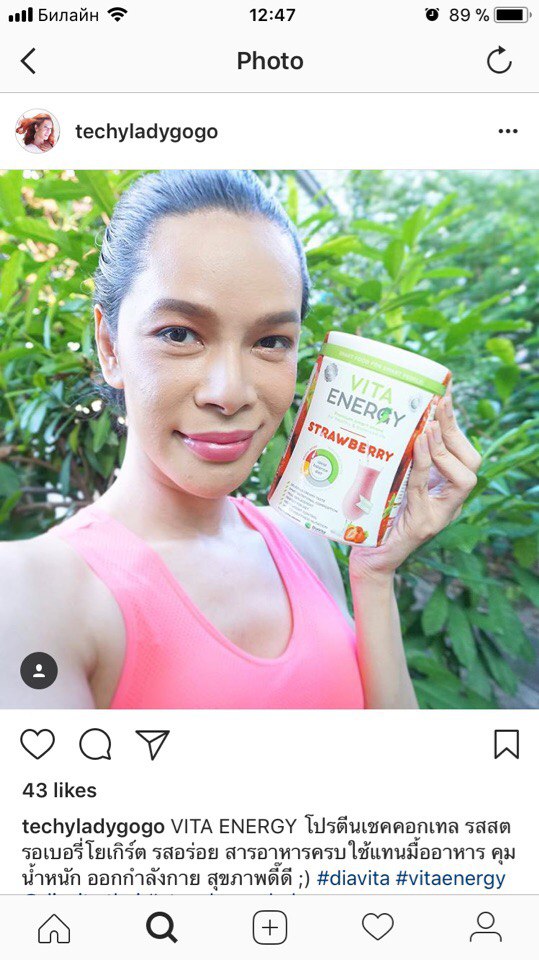 Билайн 12:47 89 %
Photo
techyladygogo
VITA
ENERGY
STRAWBERRY
43 likes
techyladygogo VITA ENERGY โปรตีนเชคคอกเทล รสสต
รอเบอรี่โยเกิร์ต รสอร่อย สารอาหารครบใช้แทนมื้ออาหาร คุม
น้ำหนัก ออกกำลังกาย สุขภาพดี๊ดี ;) #diavita #vitaenergy